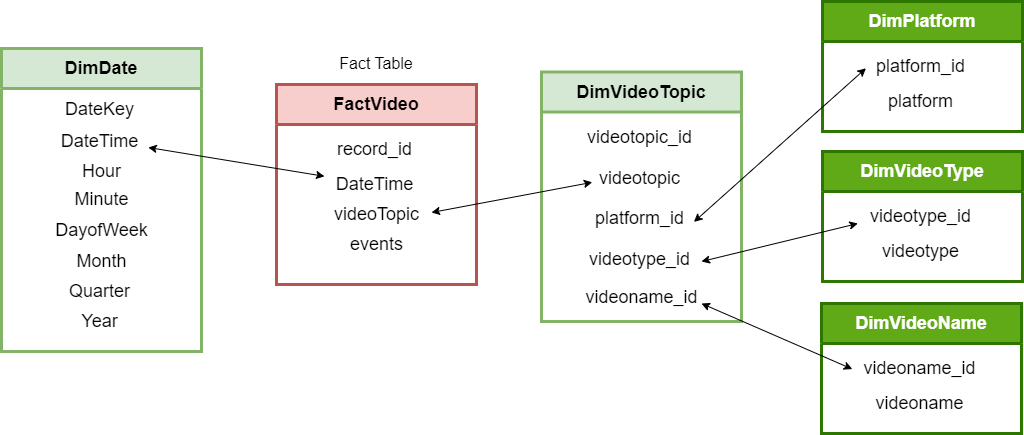 DimDate
DateKey
DateTime
Hour
Minute
DayofWeek
Month
Quarter
Year
Fact Table
FactVideo
record_id
DateTime
videoTopic
events
DimVideoTopic
videotopic_id
videotopic
platform_id
videotype_id
videoname_id
DimPlatform
platform_id
platform
DimVideoType
videotype_id
videotype
DimVideoName
videoname_id
videoname